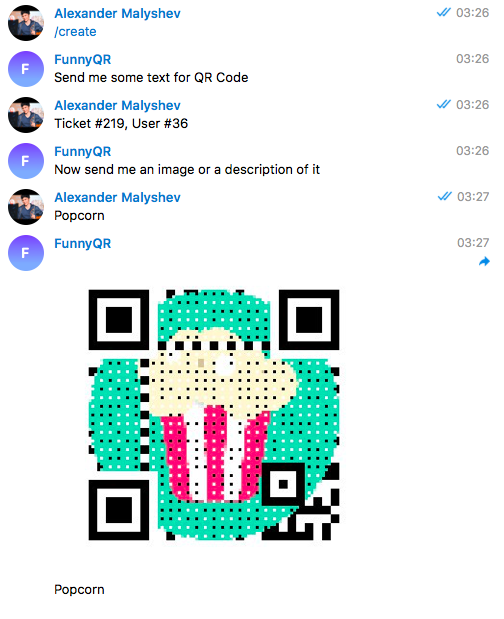 Alexander Malyshev 03:26
/create
F FunnyQR 03:26
Send me some text for QR Code
Alexander Malyshev 03:26
Ticket #219, User #36
F FunnyQR 03:26
Now send me an image or a description of it
Alexander Malyshev 03:27
Popcorn
F FunnyQR 03:27
Popcorn